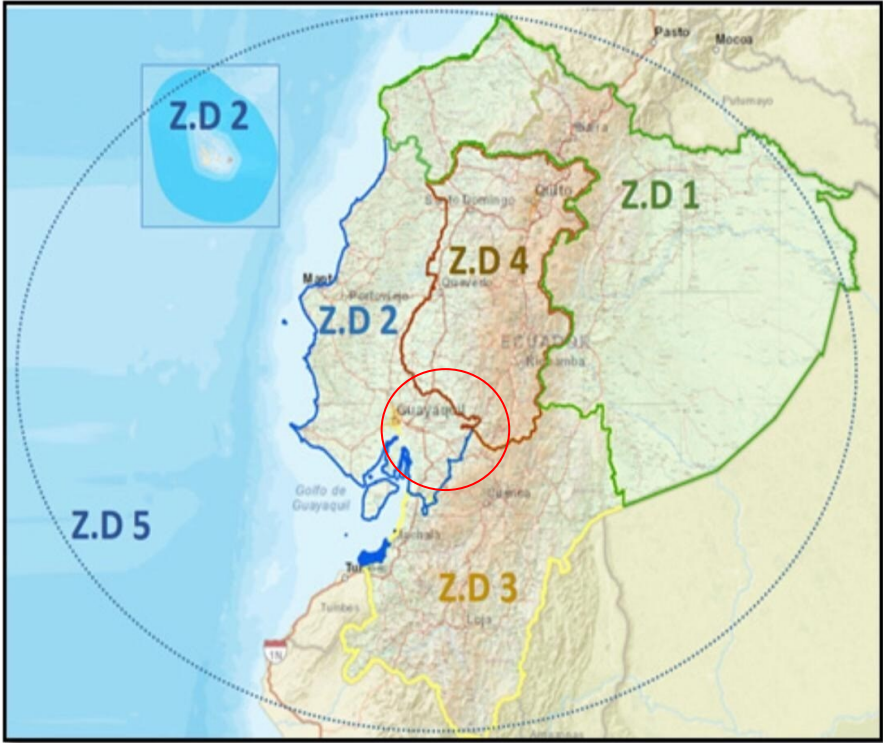 Pasto
Mocoa
Putumayo
Z.D 2
Ibarra
Quito
Z.D 1
Santo Domingo
Z.D 4
Quevedo
Portoviejo
Z.D 2
ECUADOR
Riobamba
Guayaquil
Golfo de
Guayaquil
Cuenca
Z.D 5
Machala
Z.D 3
Tumbes
Loja
1N